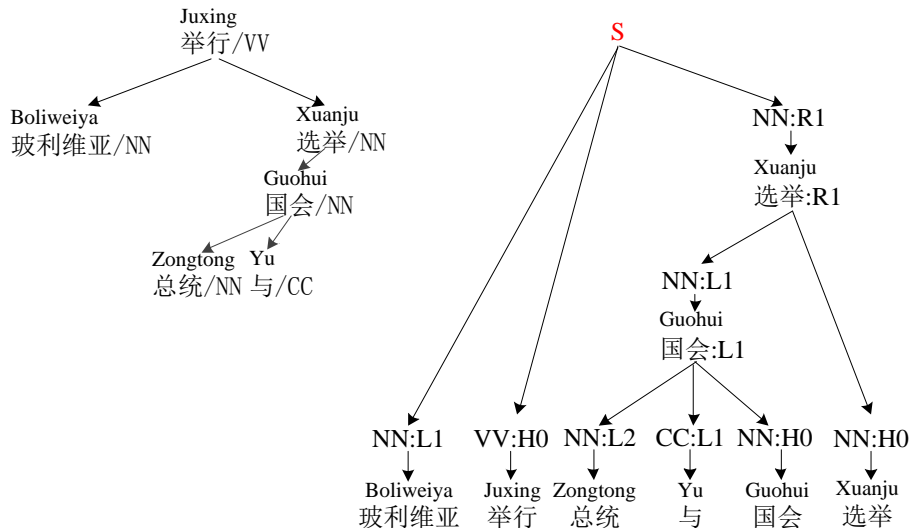 Juxing
举行/VV
Boliweiya
玻利维亚/NN
Xuanju
选举/NN
Guohui
国会/NN
Zongtong
总统/NN
Yu
与/CC
S
NN:R1
Xuanju
选举:R1
NN:L1
Guohui
国会:L1
NN:L1 VV:H0 NN:L2 CC:L1 NN:H0 NN:H0
Boliweiya Juxing Zongtong Yu Guohui Xuanju
玻利维亚 举行 总统 与 国会 选举